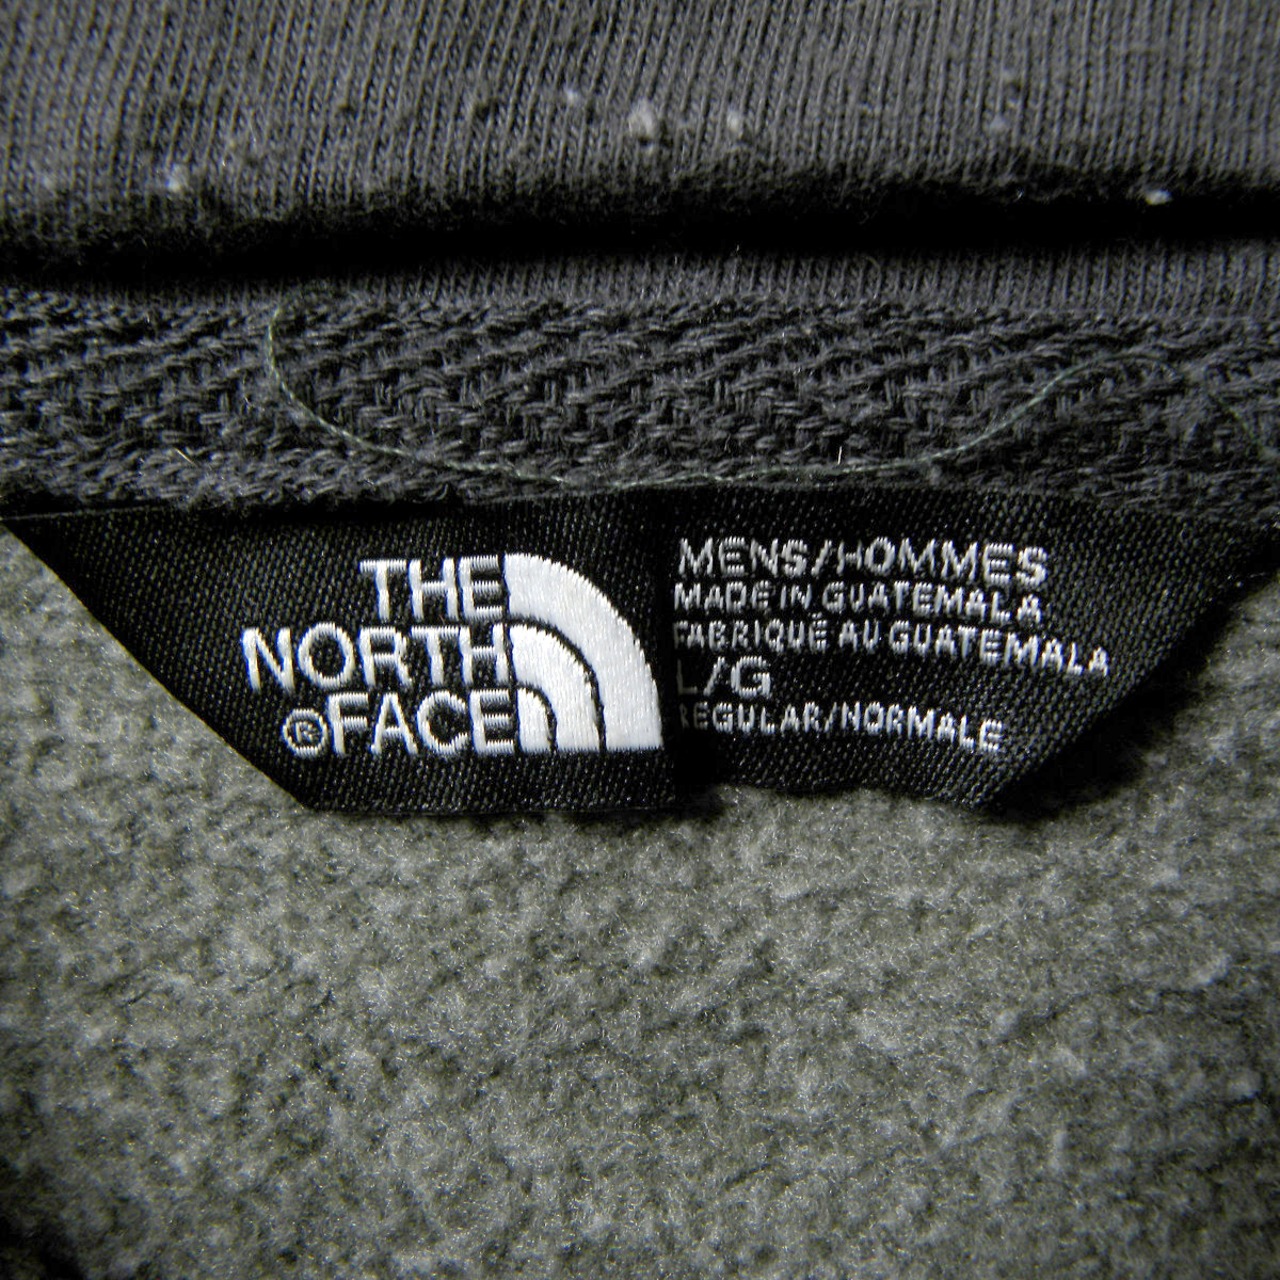 THE
NORTH
®FACE
MENS/HOMMES
MADE IN GUATEMALA
FABRIQUÉ AU GUATEMALA
L/G
REGULAR/NORMALE